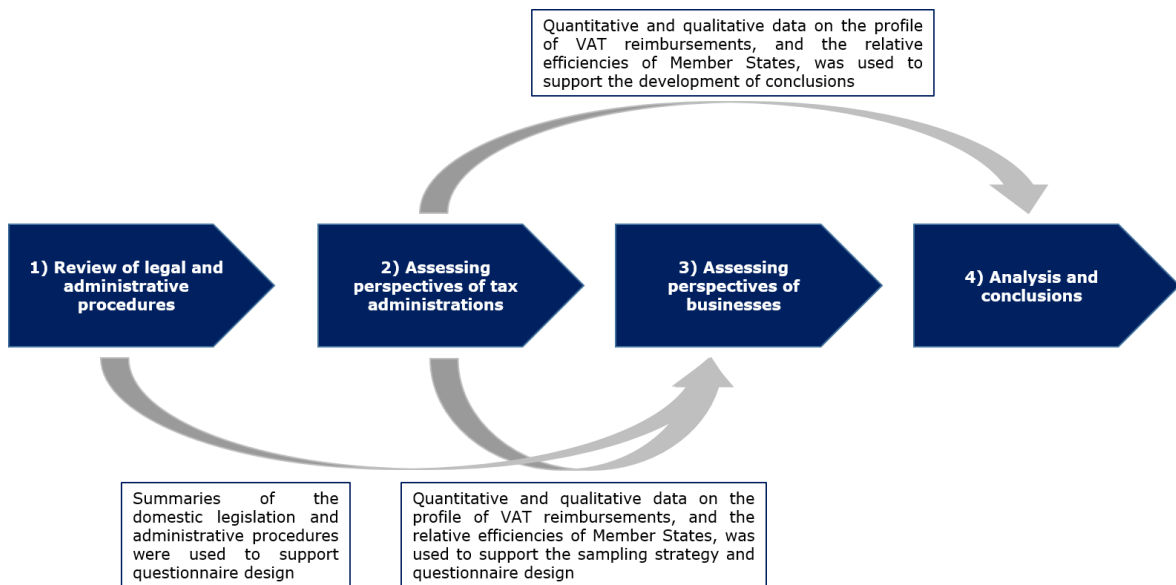 Quantitative and qualitative data on the profile
of VAT reimbursements, and the relative
efficiencies of Member States, was used to
support the development of conclusions
1) Review of legal and
administrative
procedures
2) Assessing
perspectives of tax
administrations
3) Assessing
perspectives of
businesses
4) Analysis and
conclusions
Summaries of the
domestic legislation and
administrative procedures
were used to support
questionnaire design
Quantitative and qualitative data on the
profile of VAT reimbursements, and the
relative efficiencies of Member States, was
used to support the sampling strategy and
questionnaire design